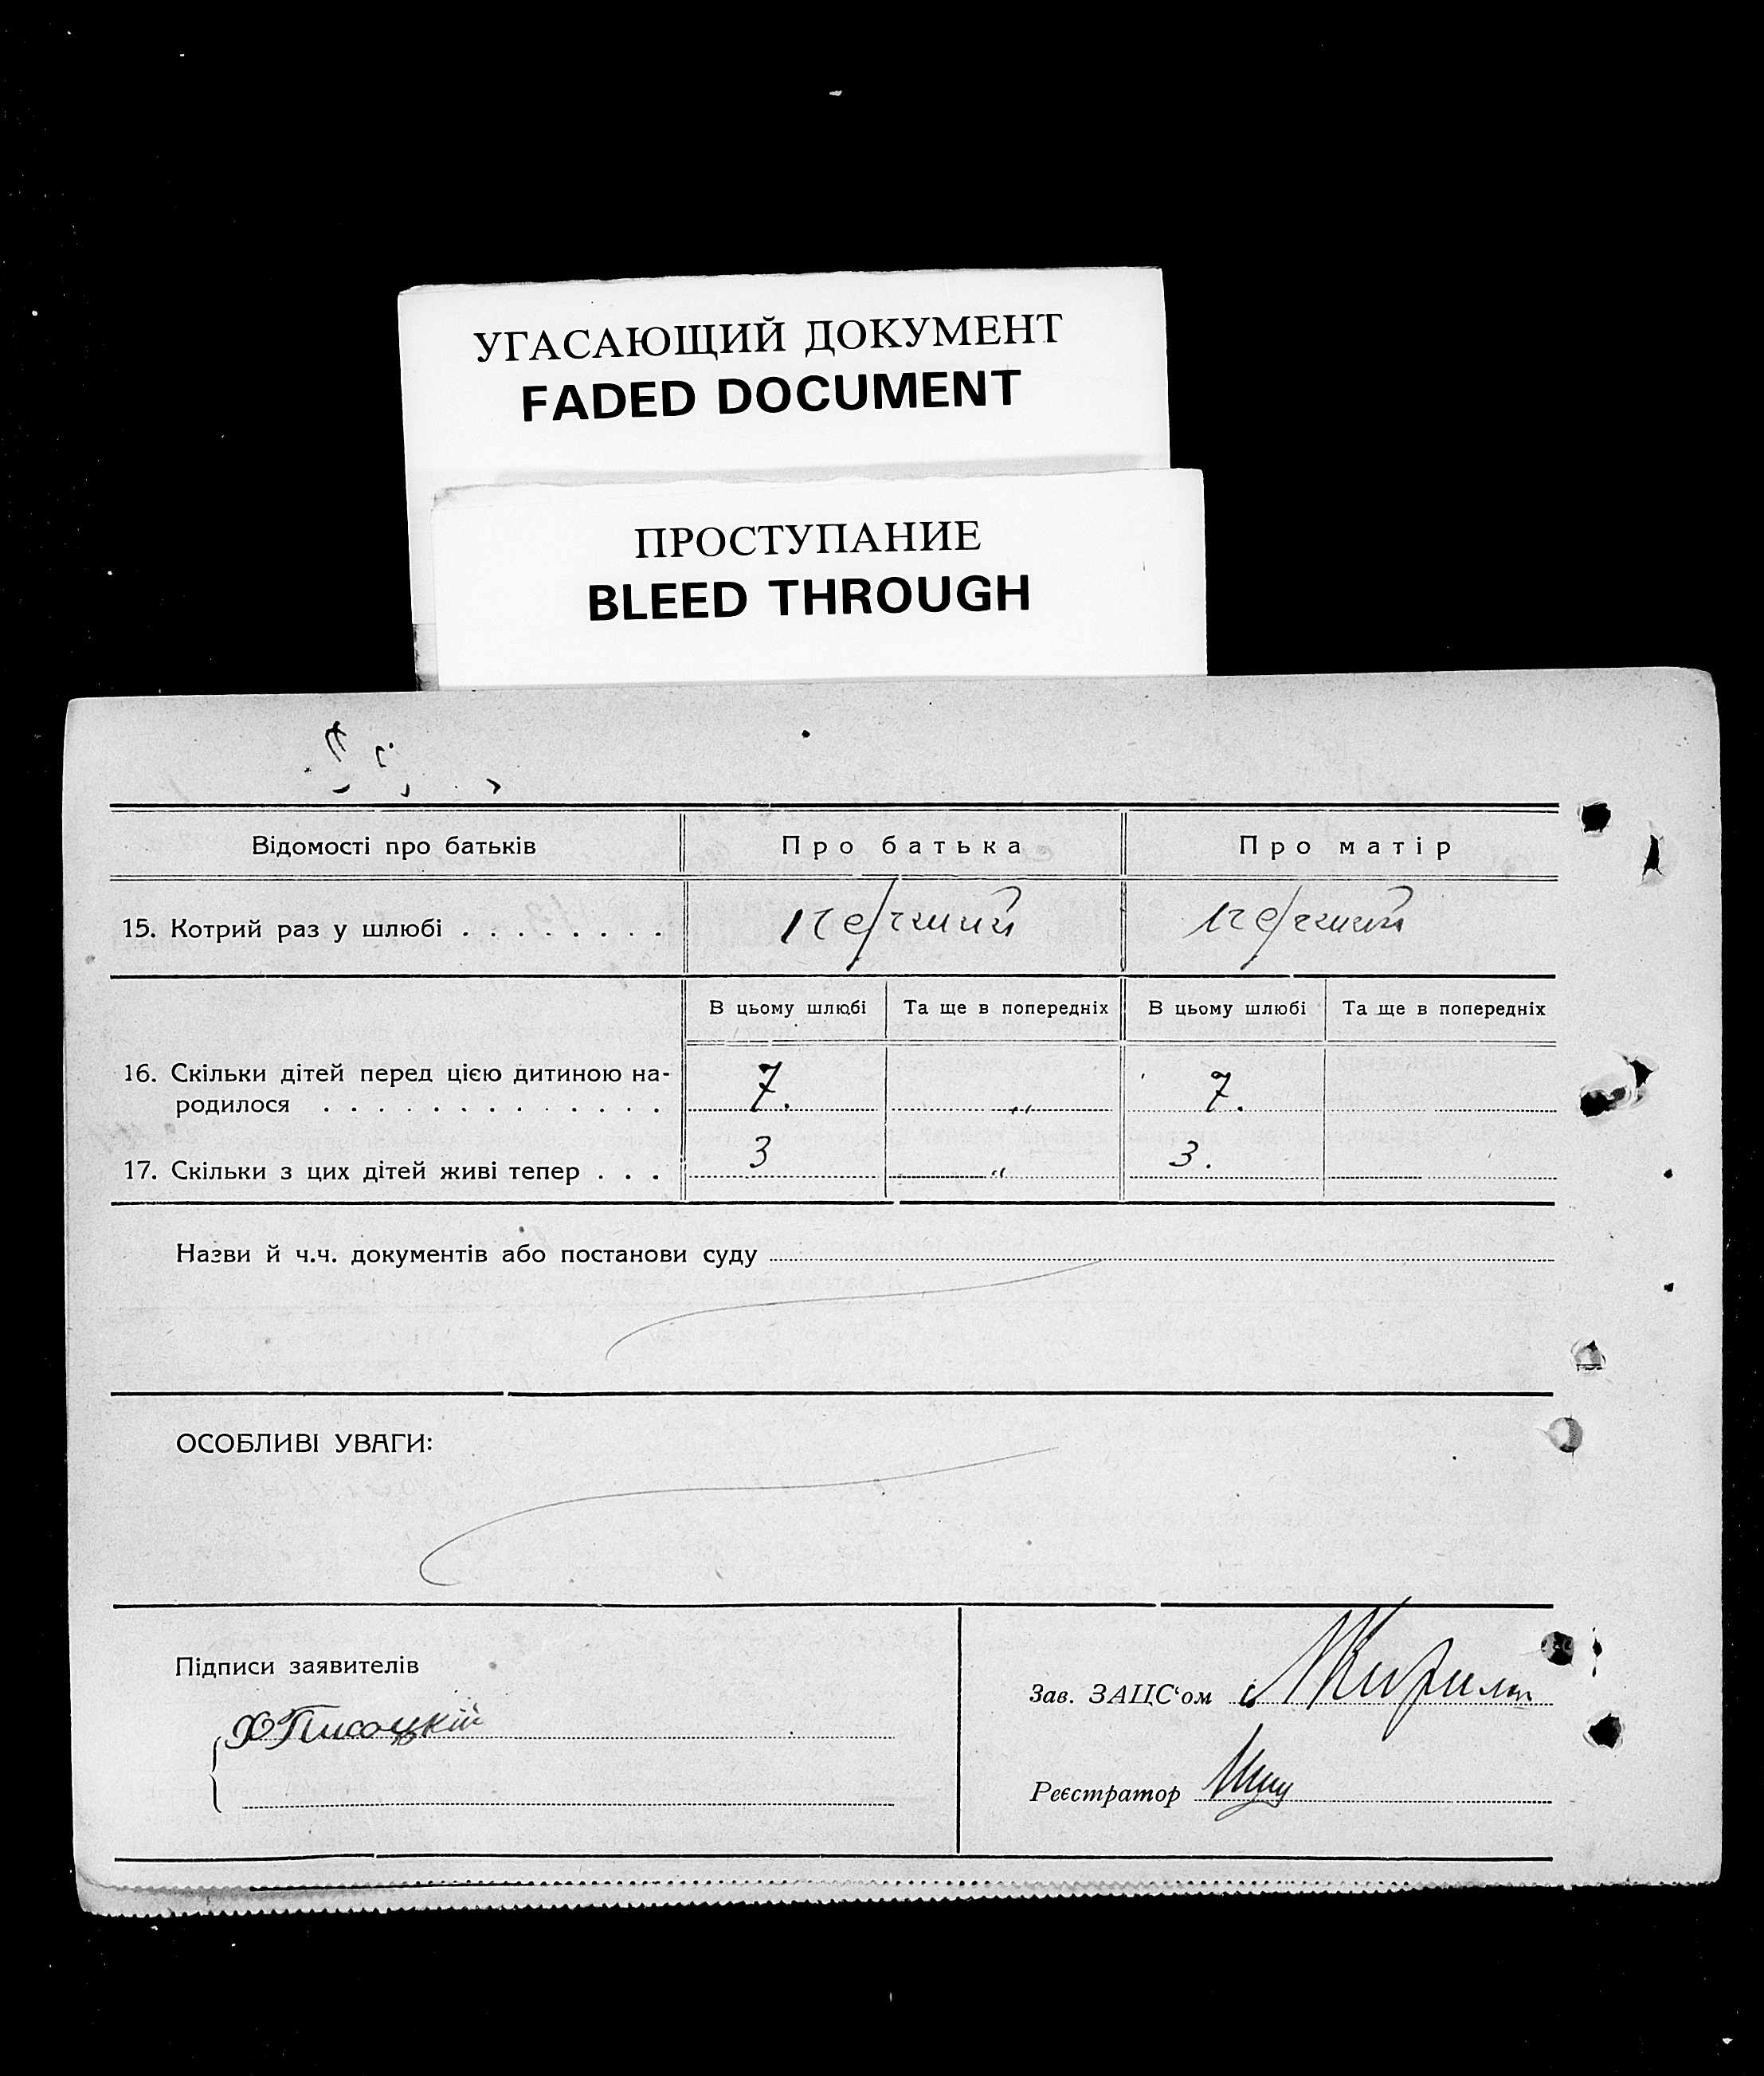 УГАСАЮЩИЙ ДОКУМЕНТ
FADED DOCUMENT
ПРОСТУПАНИЕ
BLEED THROUGH
Відомості про батьків Про батька Про матір
15. Котрий раз у шлюбі . . . . . . . . перший перший
В цьому шлюбі Та ще в попередніх В цьому шлюбі Та ще в попередніх
16. Скільки дітей перед цією дитиною на-
родилося . . . . . . . . . . . . . 7. „ 7.
17. Скільки з цих дітей живі тепер . . . 3 „ 3.
Назви й ч.ч. документів або постанови суду
ОСОБЛИВІ УВАГИ:
Підписи заявителів
Зав. ЗАЦС'ом
Писоцкій
Реєстратор